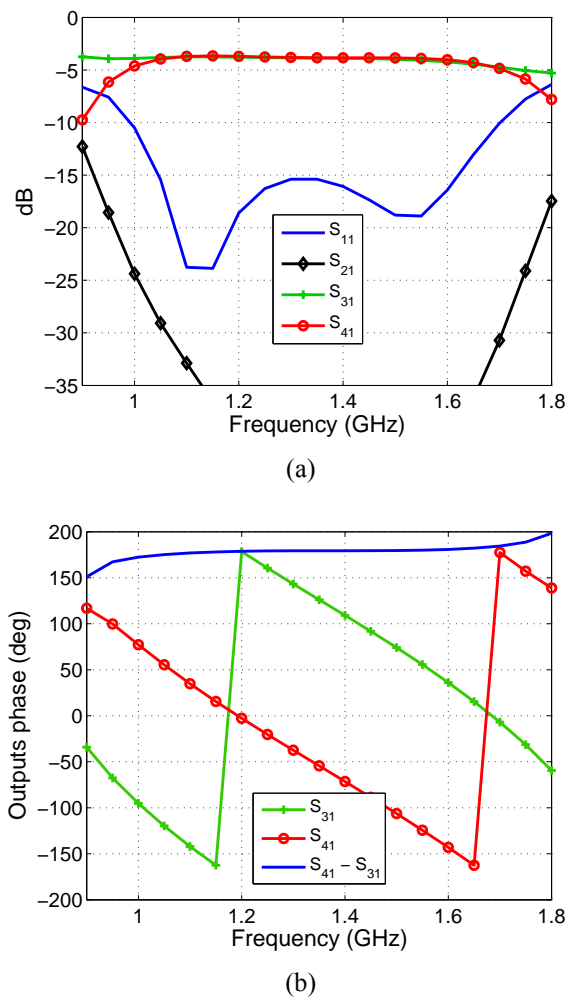 0
−5
−10
−15
−20
−25
−30
−35
dB
S11
S21
S31
S41
1
1.2
1.4
1.6
1.8
Frequency (GHz)
(a)
200
150
100
50
0
−50
−100
−150
−200
Outputs phase (deg)
S31
S41
S41 − S31
1
1.2
1.4
1.6
1.8
Frequency (GHz)
(b)